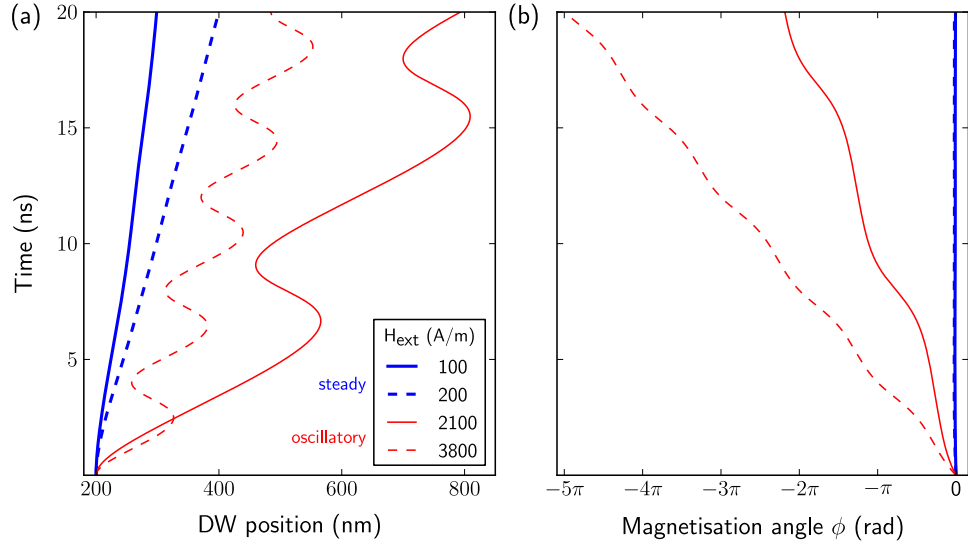 (a)
20
15
10
5
Time (ns)
200
400
600
800
DW position (nm)
steady
oscillatory
Hext (A/m)
100
200
2100
3800
(b)
−5π
−4π
−3π
−2π
−π
0
Magnetisation angle ϕ (rad)